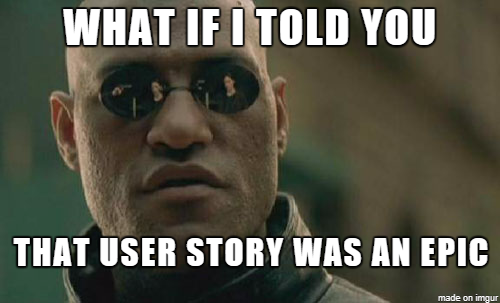 WHAT IF I TOLD YOU
THAT USER STORY WAS AN EPIC
made on imgur